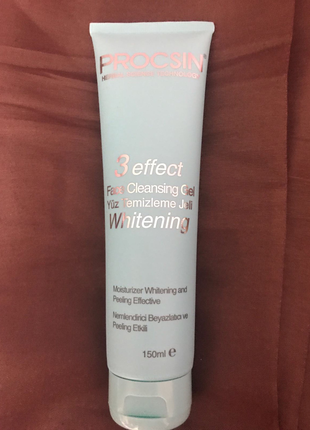 PROCSIN
3 effect
Face Cleansing Gel
Yüz Temizleme Jeli
Whitening
Moisturizer Whitening and
Peeling Effective
Nemlendirici Beyazlatıcı ve
Peeling Etkili
150ml ℮